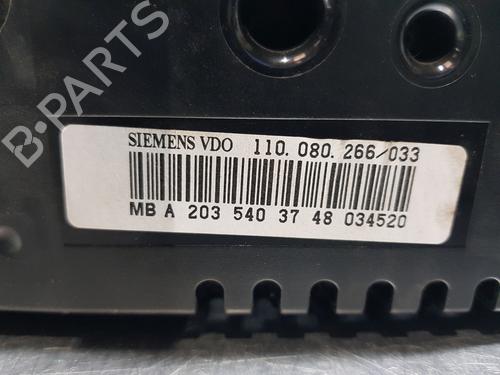 B-PARTS
SIEMENS VDO 110.080.266/033
MB A 203 540 37 48 034520